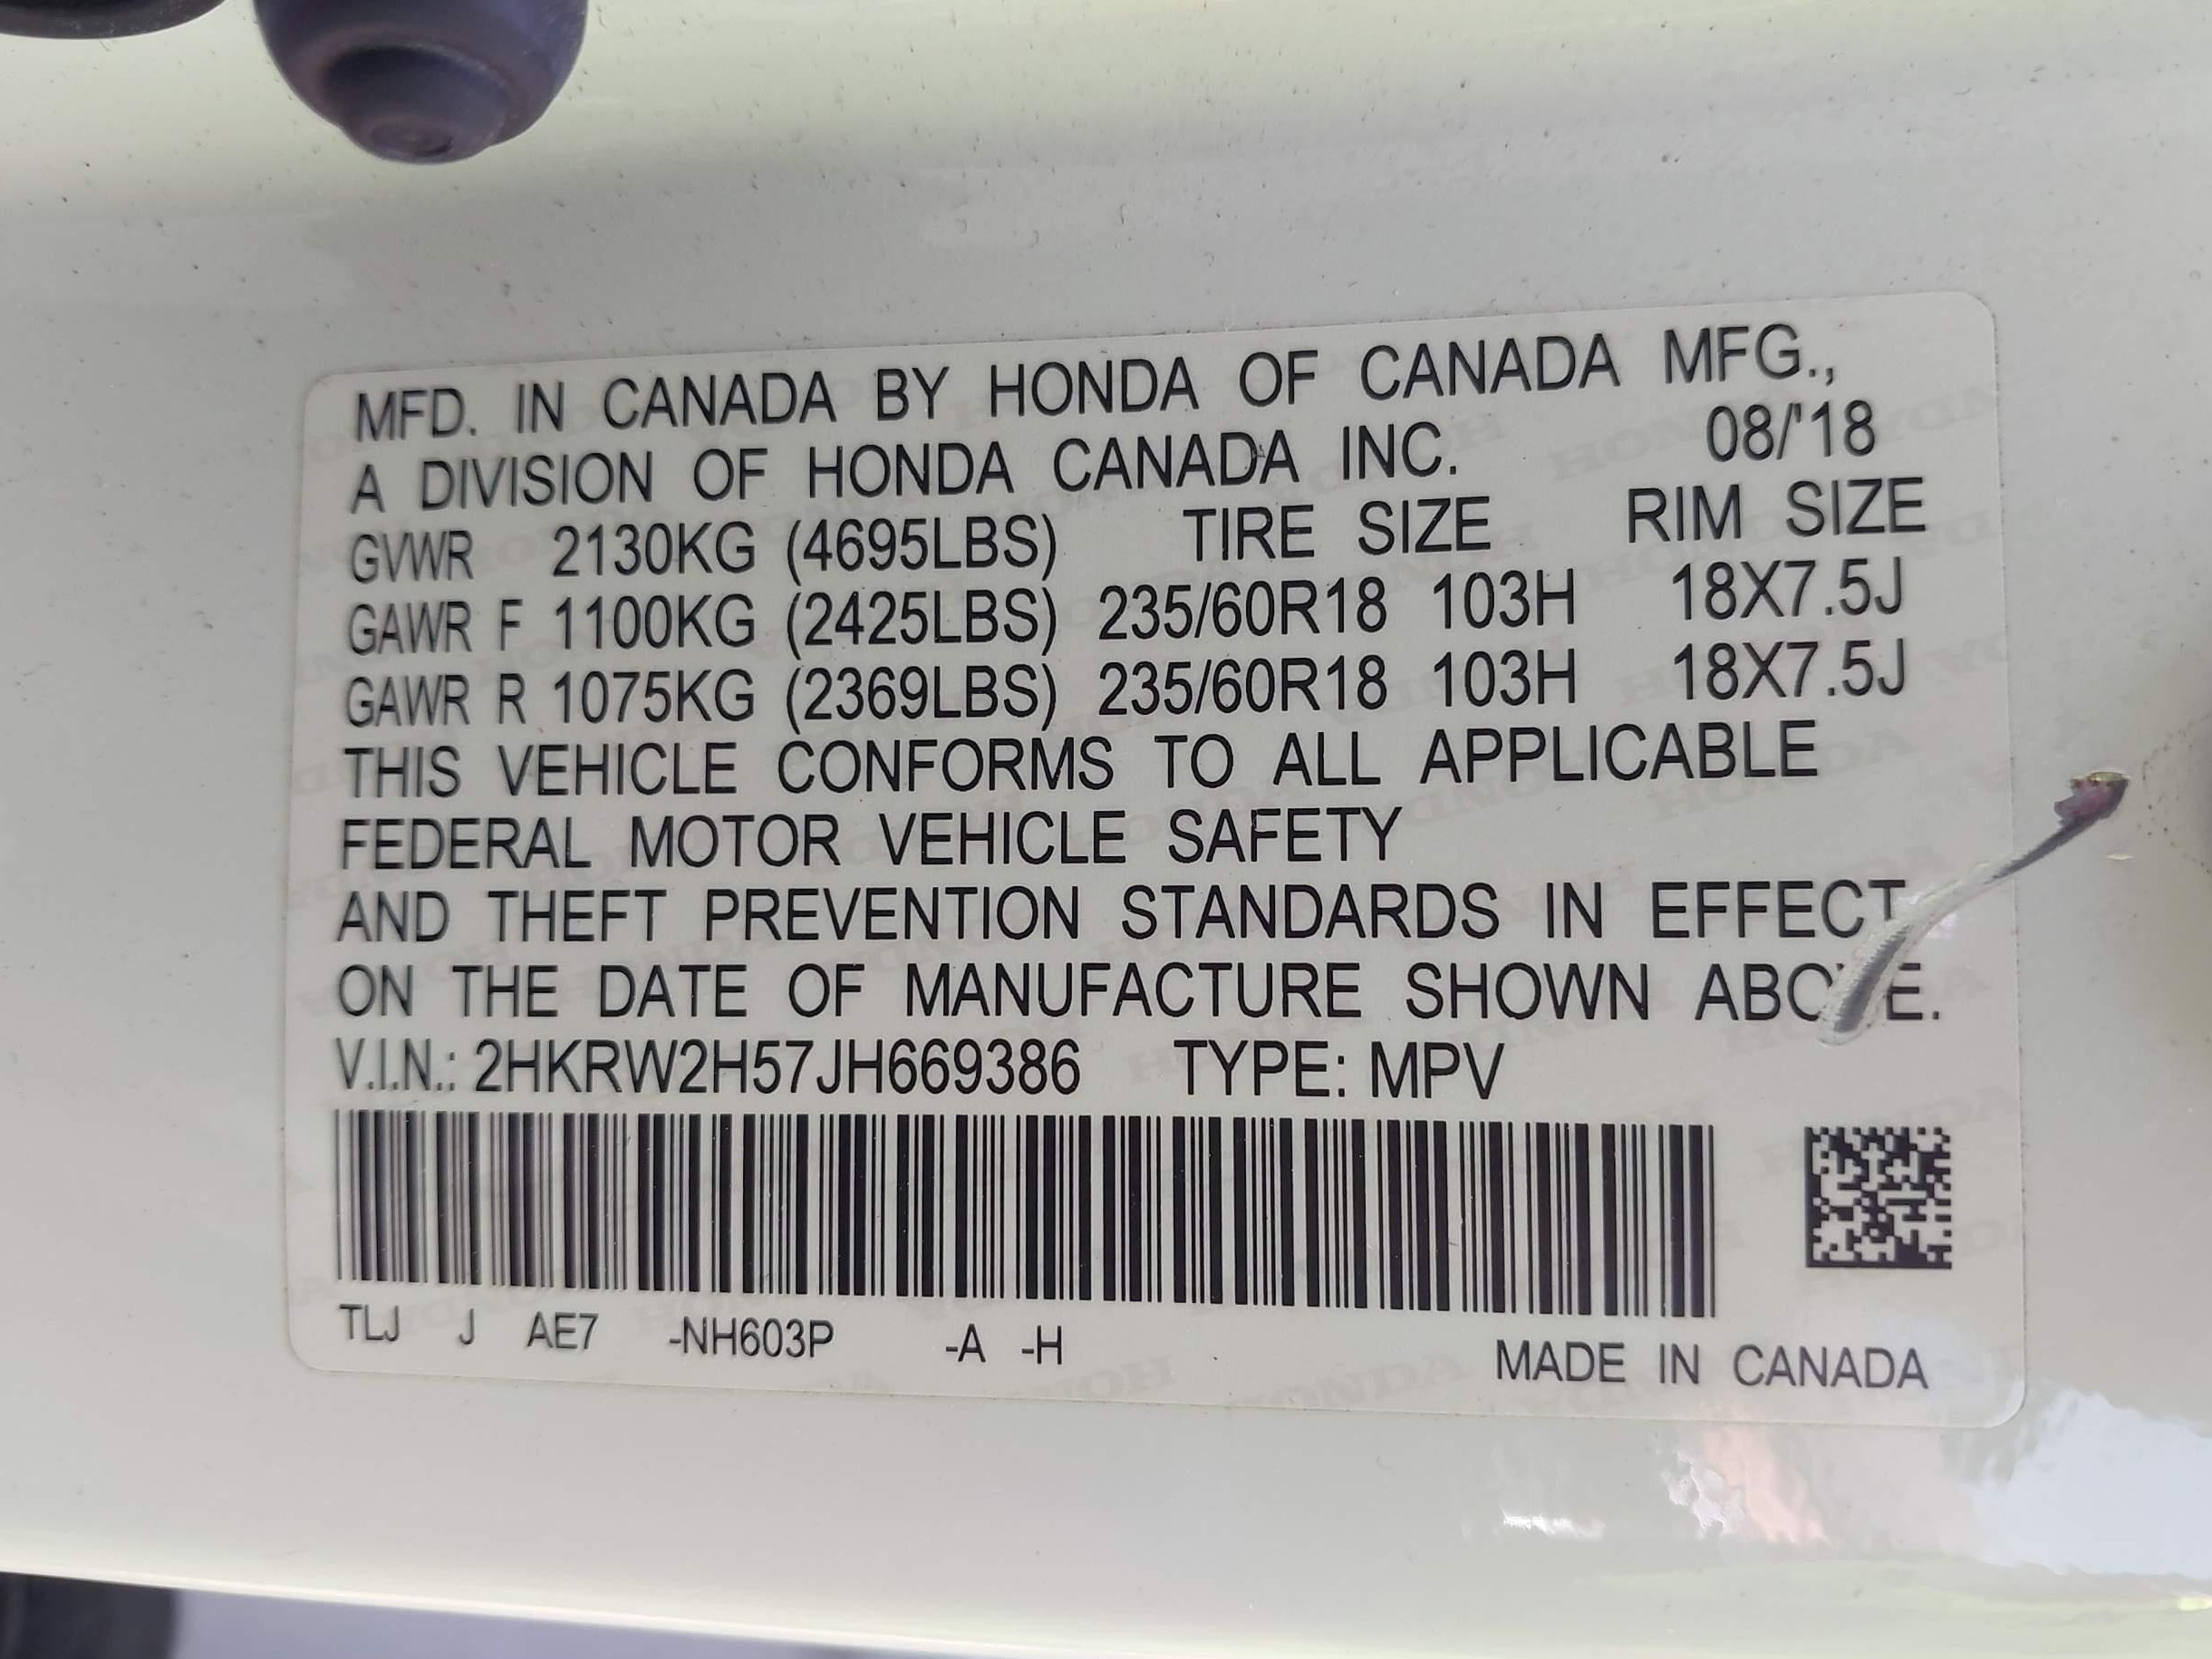 MFD. IN CANADA BY HONDA OF CANADA MFG.,
A DIVISION OF HONDA CANADA INC. 08/'18
GVWR 2130KG (4695LBS) TIRE SIZE RIM SIZE
GAWR F 1100KG (2425LBS) 235/60R18 103H 18X7.5J
GAWR R 1075KG (2369LBS) 235/60R18 103H 18X7.5J
THIS VEHICLE CONFORMS TO ALL APPLICABLE
FEDERAL MOTOR VEHICLE SAFETY
AND THEFT PREVENTION STANDARDS IN EFFECT
ON THE DATE OF MANUFACTURE SHOWN ABOVE.
V.I.N.: 2HKRW2H57JH669386 TYPE: MPV
TLJ J AE7 -NH603P -A -H MADE IN CANADA